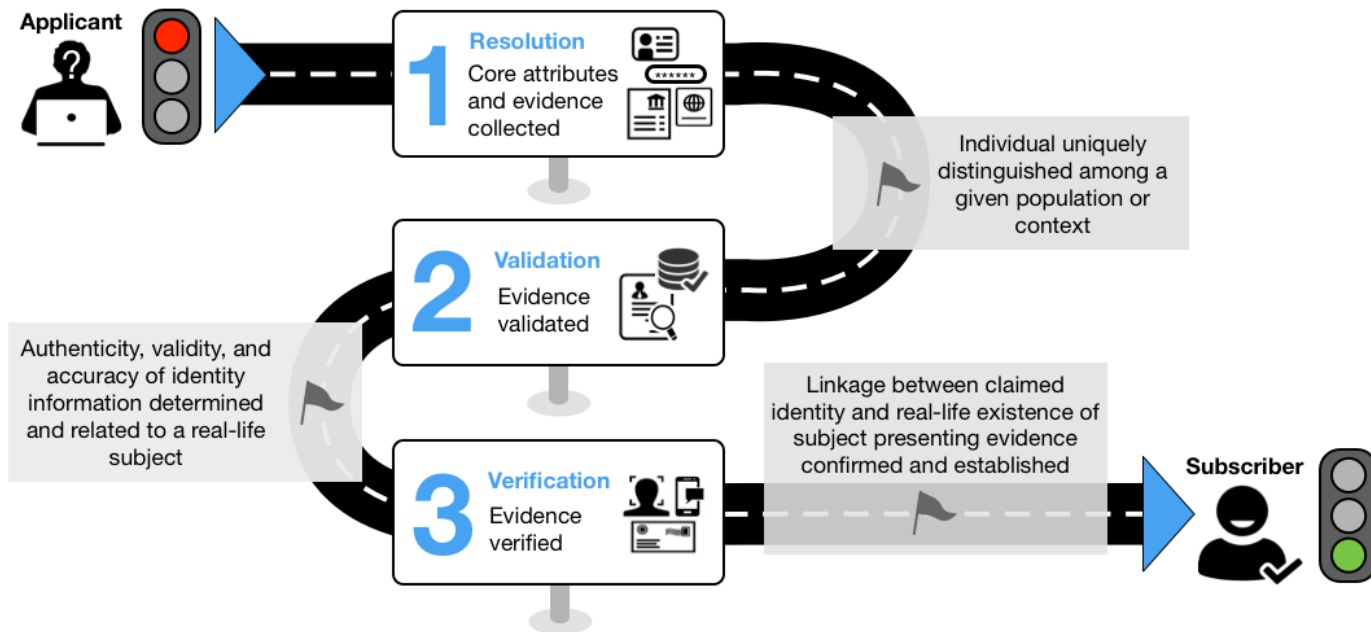 Applicant
?
1
Resolution
Core attributes
and evidence
collected
******
Individual uniquely
distinguished among a
given population or
context
2
Validation
Evidence
validated
Authenticity, validity, and
accuracy of identity
information determined
and related to a real-life
subject
3
Verification
Evidence
verified
Linkage between claimed
identity and real-life existence of
subject presenting evidence
confirmed and established
Subscriber